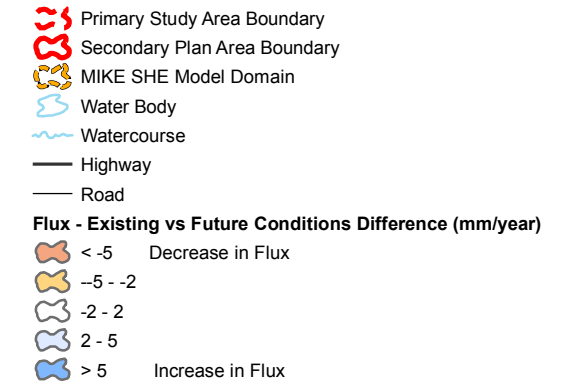 Primary Study Area Boundary
Secondary Plan Area Boundary
MIKE SHE Model Domain
Water Body
Watercourse
Highway
Road
Flux - Existing vs Future Conditions Difference (mm/year)
< -5 Decrease in Flux
--5 - -2
-2 - 2
2 - 5
> 5 Increase in Flux